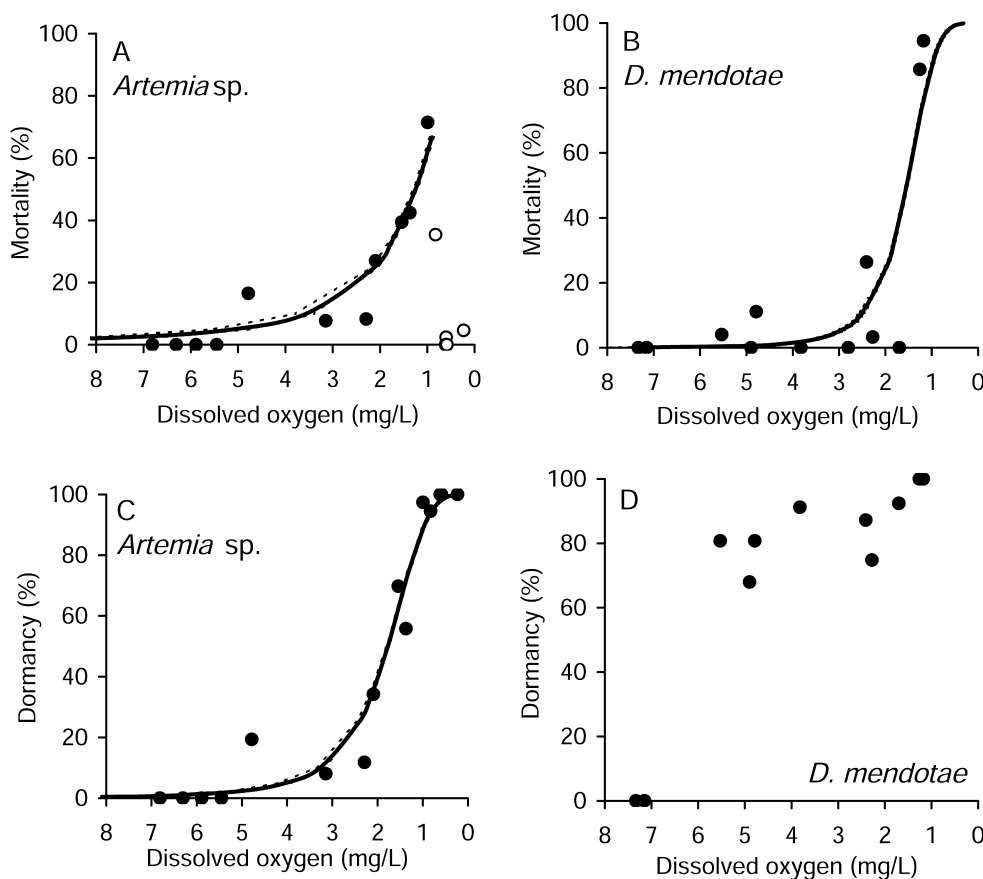 A
Artemia sp.
Mortality (%)
100
80
60
40
20
0
8 7 6 5 4 3 2 1 0
Dissolved oxygen (mg/L)
B
D. mendotae
Mortality (%)
100
80
60
40
20
0
8 7 6 5 4 3 2 1 0
Dissolved oxygen (mg/L)
C
Artemia sp.
Dormancy (%)
100
80
60
40
20
0
8 7 6 5 4 3 2 1 0
Dissolved oxygen (mg/L)
D
Dormancy (%)
100
80
60
40
20
0
D. mendotae
8 7 6 5 4 3 2 1 0
Dissolved oxygen (mg/L)